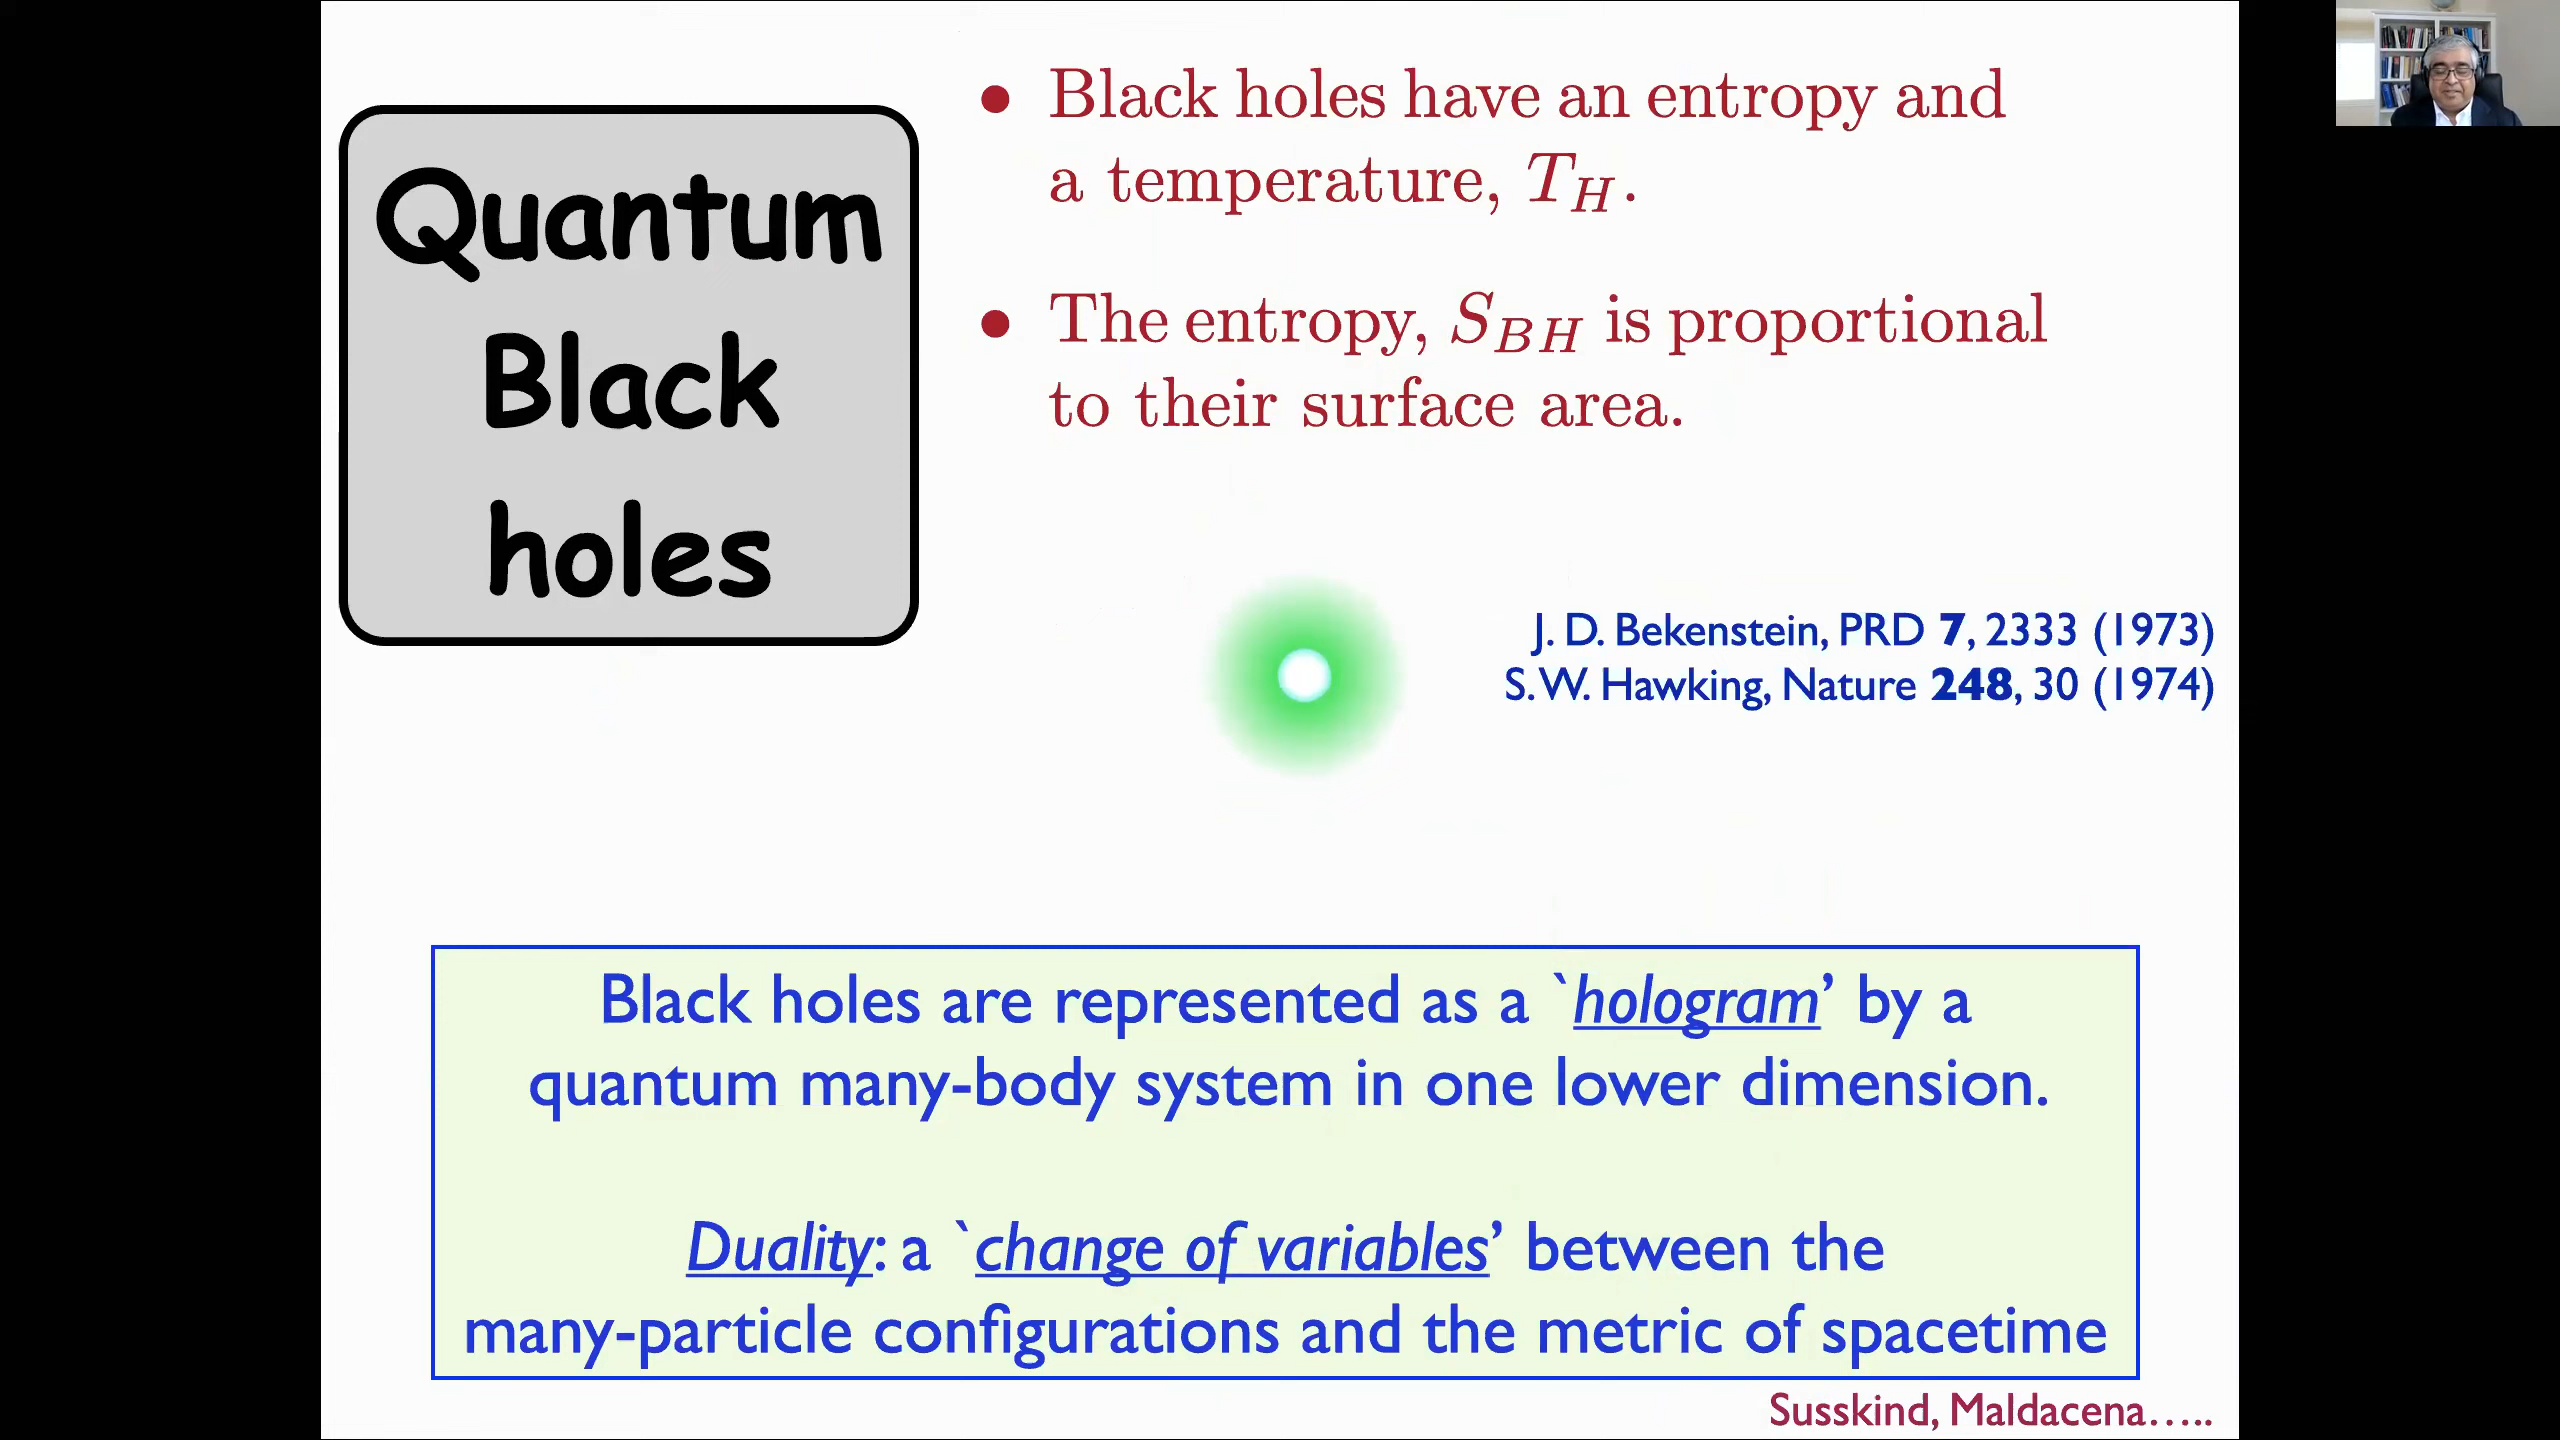 Quantum
Black
holes
• Black holes have an entropy and
a temperature, T_H.
• The entropy, S_{BH} is proportional
to their surface area.
J. D. Bekenstein, PRD 7, 2333 (1973)
S. W. Hawking, Nature 248, 30 (1974)
Black holes are represented as a `hologram’ by a
quantum many-body system in one lower dimension.
Duality: a `change of variables’ between the
many-particle configurations and the metric of spacetime
Susskind, Maldacena.....